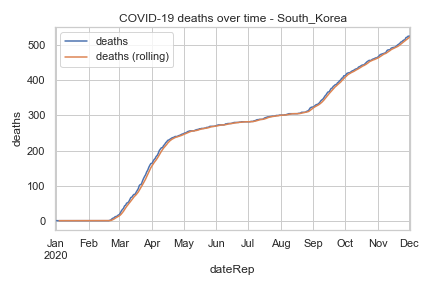 COVID-19 deaths over time - South_Korea
deaths
deaths (rolling)
500
400
300
200
100
0
deaths
Jan Feb Mar Apr May Jun Jul Aug Sep Oct Nov Dec
2020
dateRep